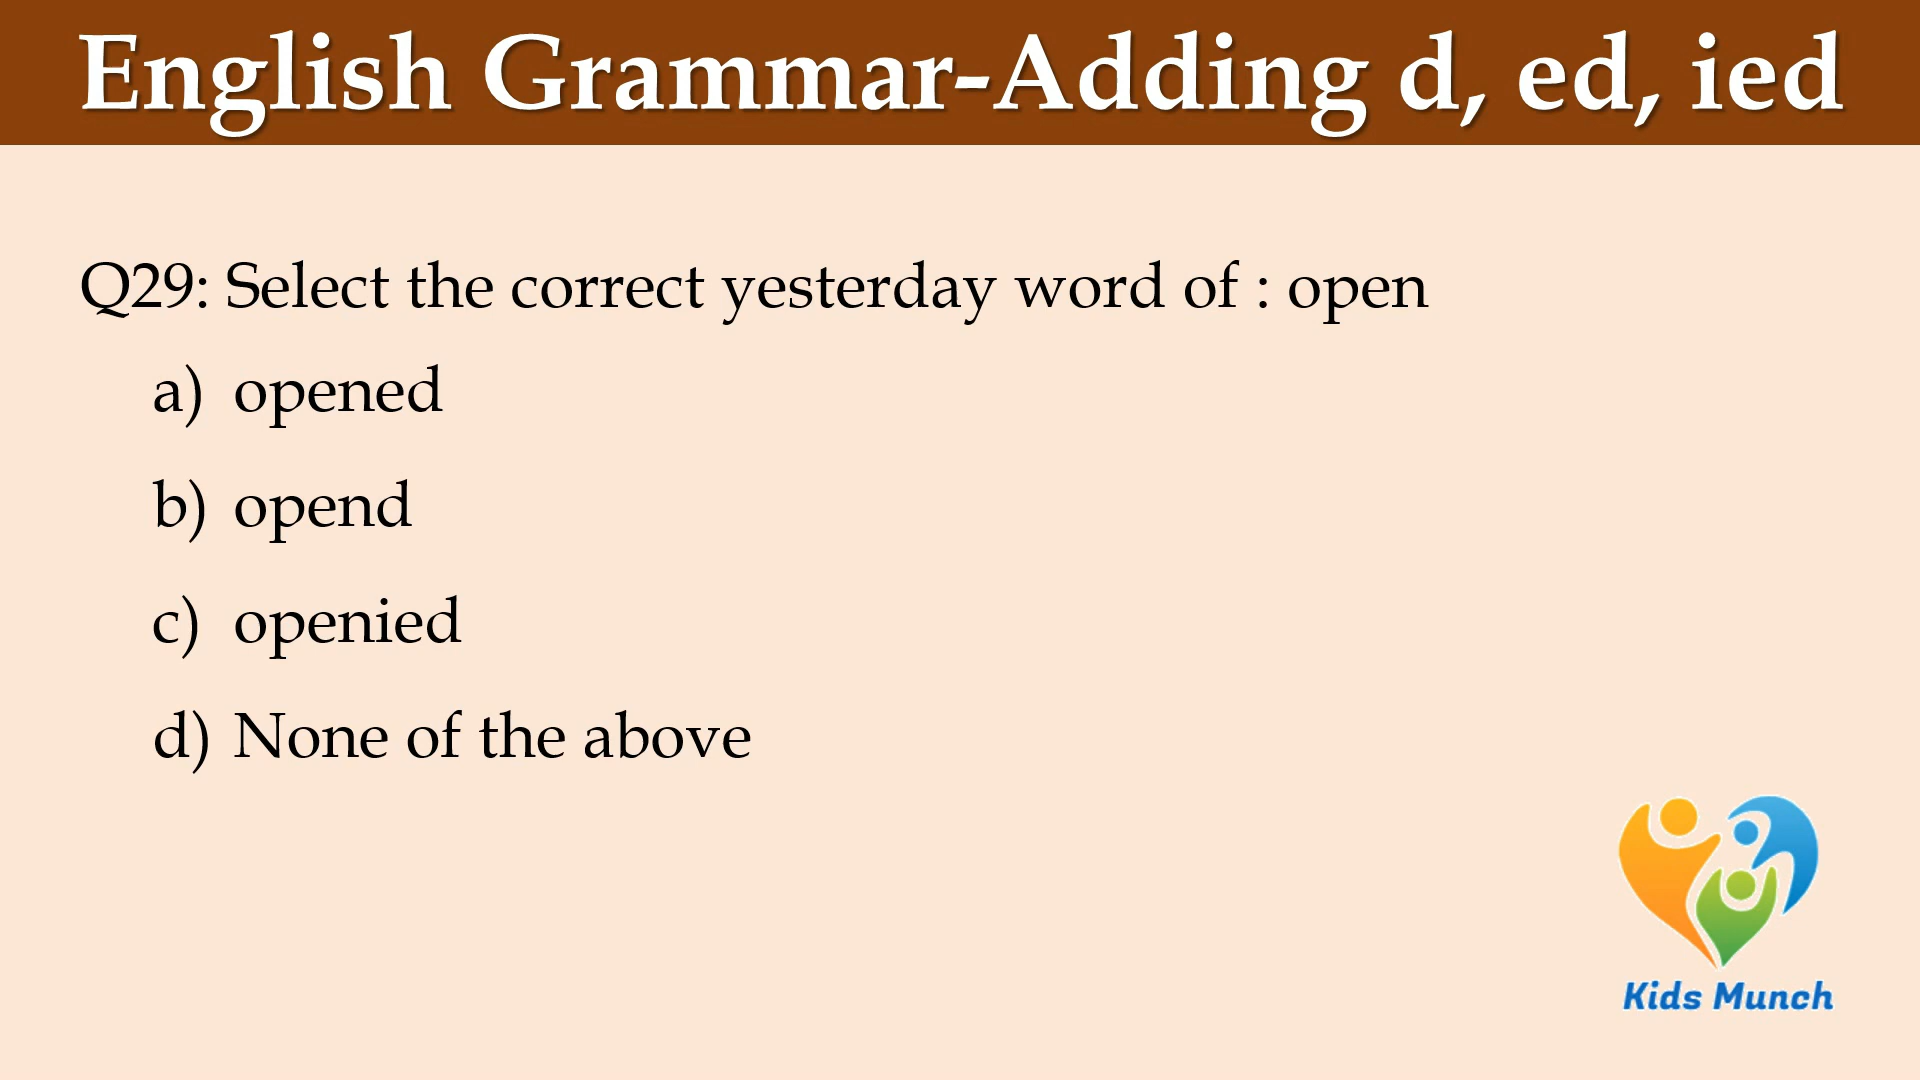 English Grammar-Adding d, ed, ied
Q29: Select the correct yesterday word of : open
a) opened
b) opend
c) openied
d) None of the above
Kids Munch